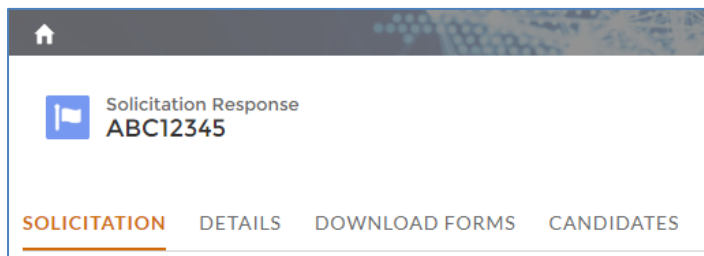 Solicitation Response
ABC12345
SOLICITATION DETAILS DOWNLOAD FORMS CANDIDATES